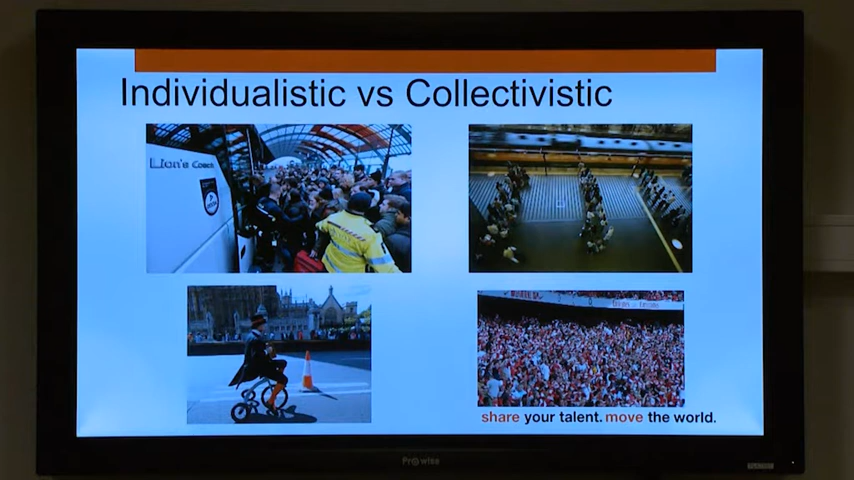 Individualistic vs Collectivistic
Lion's Coach
share your talent. move the world.
Prowise